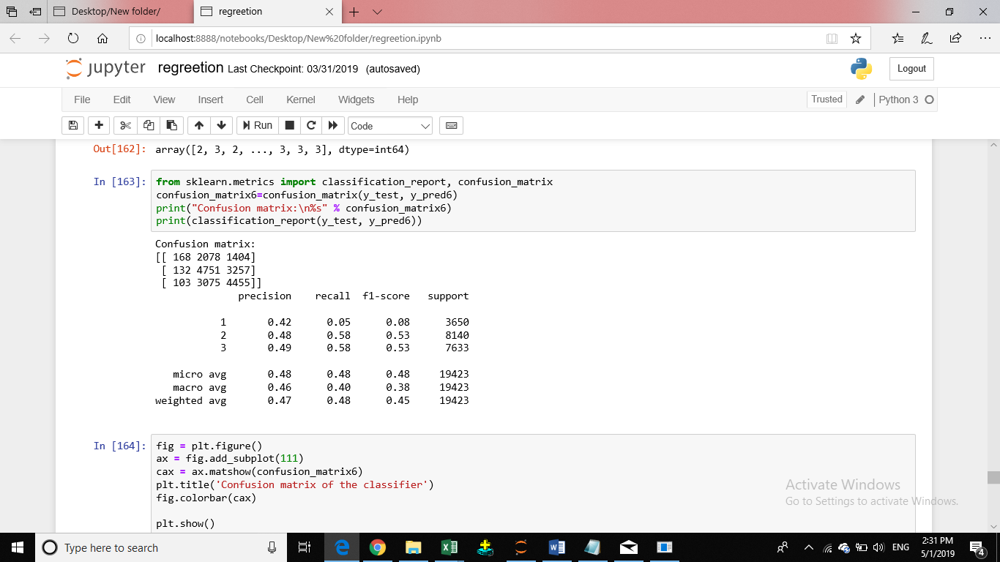 Desktop/New folder/
regreetion
localhost:8888/notebooks/Desktop/New%20folder/regreetion.ipynb
jupyter regreetion Last Checkpoint: 03/31/2019 (autosaved)
Logout
File Edit View Insert Cell Kernel Widgets Help
Trusted
Python 3
Run
Code
Out[162]: array([2, 3, 2, ..., 3, 3, 3], dtype=int64)
In [163]: from sklearn.metrics import classification_report, confusion_matrix
confusion_matrix6=confusion_matrix(y_test, y_pred6)
print("Confusion matrix:\n%s" % confusion_matrix6)
print(classification_report(y_test, y_pred6))
Confusion matrix:
[[ 168 2078 1404]
[ 132 4751 3257]
[ 103 3075 4455]]
precision recall f1-score support
1 0.42 0.05 0.08 3650
2 0.48 0.58 0.53 8140
3 0.49 0.58 0.53 7633
micro avg 0.48 0.48 0.48 19423
macro avg 0.46 0.40 0.38 19423
weighted avg 0.47 0.48 0.45 19423
In [164]: fig = plt.figure()
ax = fig.add_subplot(111)
cax = ax.matshow(confusion_matrix6)
plt.title('Confusion matrix of the classifier')
fig.colorbar(cax)
plt.show()
Activate Windows
Go to Settings to activate Windows.
Type here to search
ENG
2:31 PM
5/1/2019
4